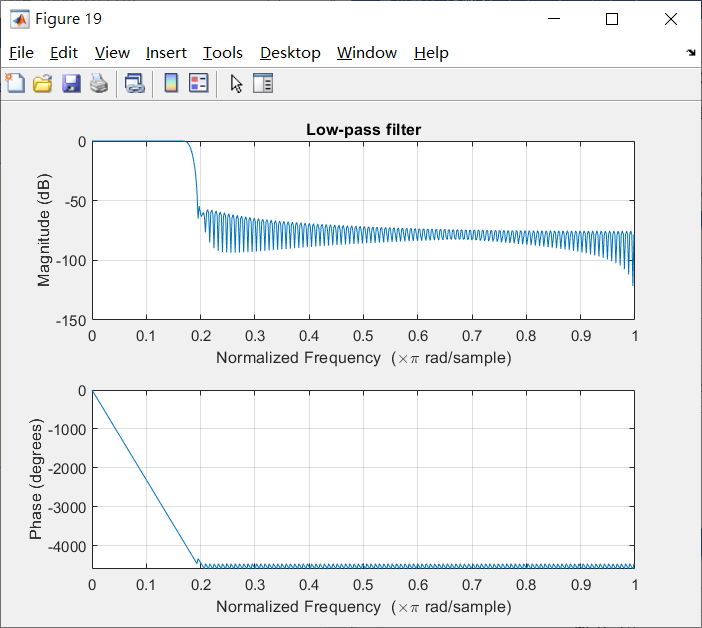 Figure 19
File Edit View Insert Tools Desktop Window Help
Low-pass filter
Magnitude (dB)
0
-50
-100
-150
0 0.1 0.2 0.3 0.4 0.5 0.6 0.7 0.8 0.9 1
Normalized Frequency (×π rad/sample)
Phase (degrees)
0
-1000
-2000
-3000
-4000
0 0.1 0.2 0.3 0.4 0.5 0.6 0.7 0.8 0.9 1
Normalized Frequency (×π rad/sample)